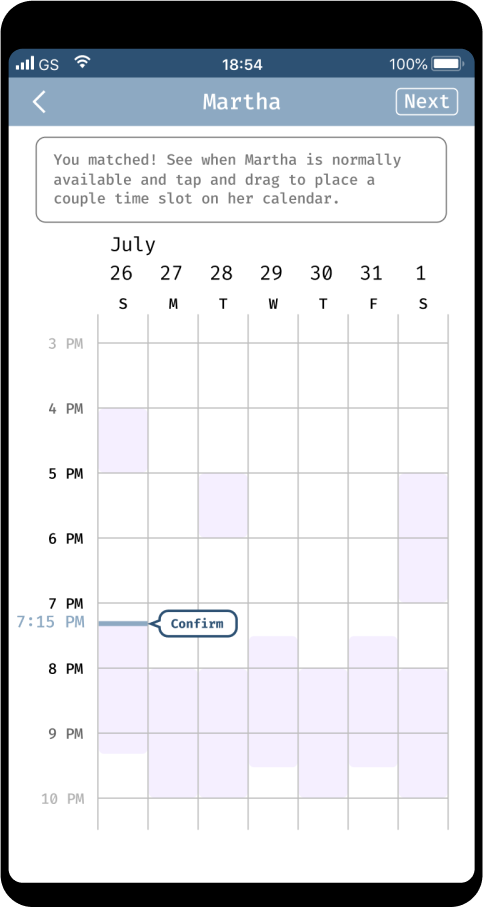 GS 18:54 100%
Martha Next
You matched! See when Martha is normally
available and tap and drag to place a
couple time slot on her calendar.
July
26 27 28 29 30 31 1
S M T W T F S
3 PM
4 PM
5 PM
6 PM
7 PM
7:15 PM Confirm
8 PM
9 PM
10 PM